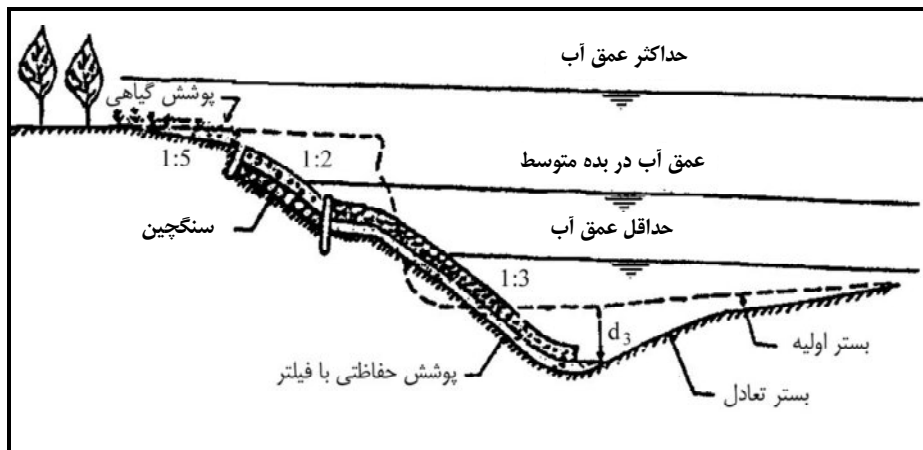 حداکثر عمق آب
پوشش گیاهی
1:5
1:2
عمق آب در بده متوسط
سنگچین
حداقل عمق آب
1:3
d3
بستر اولیه
پوشش حفاظتی با فیلتر
بستر تعادل